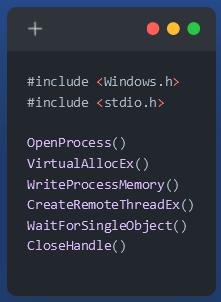 #include <Windows.h>
#include <stdio.h>
OpenProcess()
VirtualAllocEx()
WriteProcessMemory()
CreateRemoteThreadEx()
WaitForSingleObject()
CloseHandle()